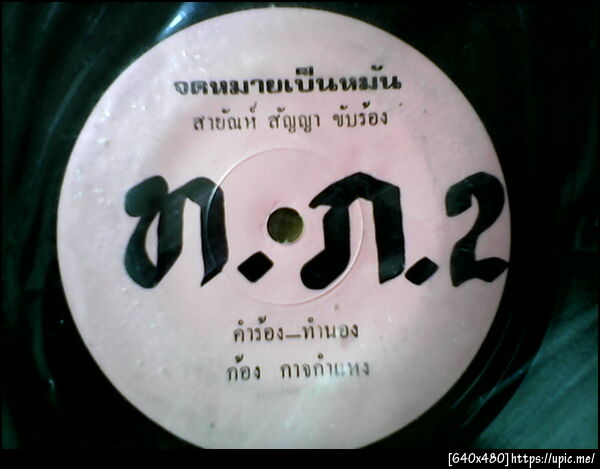 จดหมายเป็นหมัน
สายัณห์ สัญญา ขับร้อง
ท.ภ.2
คำร้อง–ทำนอง
ก้อง กาจกำแหง
[640x480]https://upic.me/